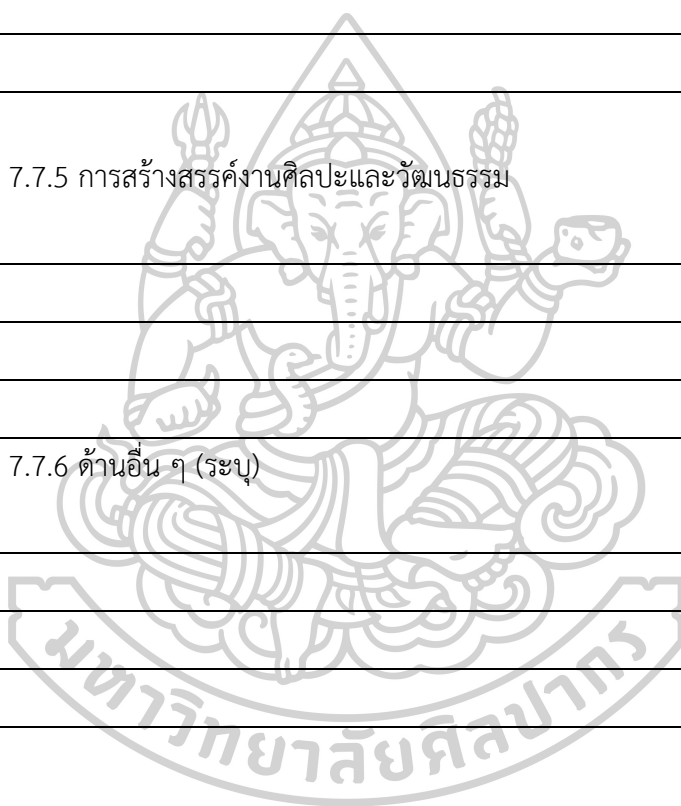 7.7.5 การสร้างสรรค์งานศิลปะและวัฒนธรรม
7.7.6 ด้านอื่น ๆ (ระบุ)
มหาวิทยาลัยศิลปากร